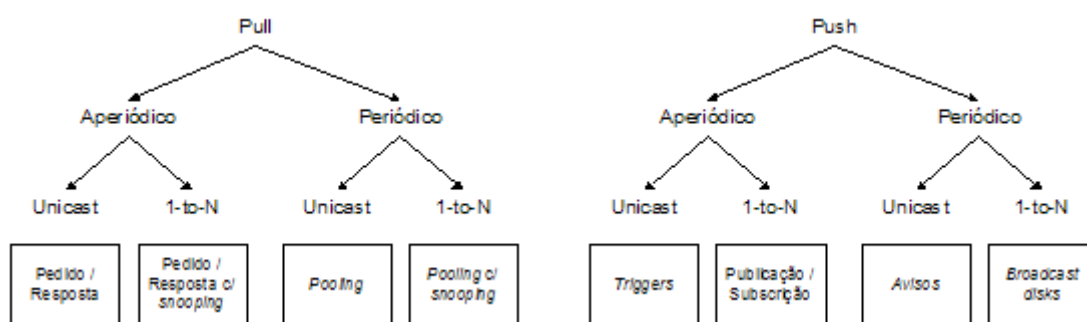 Pull
Push
Aperiódico
Periódico
Aperiódico
Periódico
Unicast
1-to-N
Unicast
1-to-N
Unicast
1-to-N
Unicast
1-to-N
Pedido /
Resposta
Pedido /
Resposta c/
snooping
Pooling
Pooling c/
snooping
Triggers
Publicação /
Subscrição
Avisos
Broadcast
disks